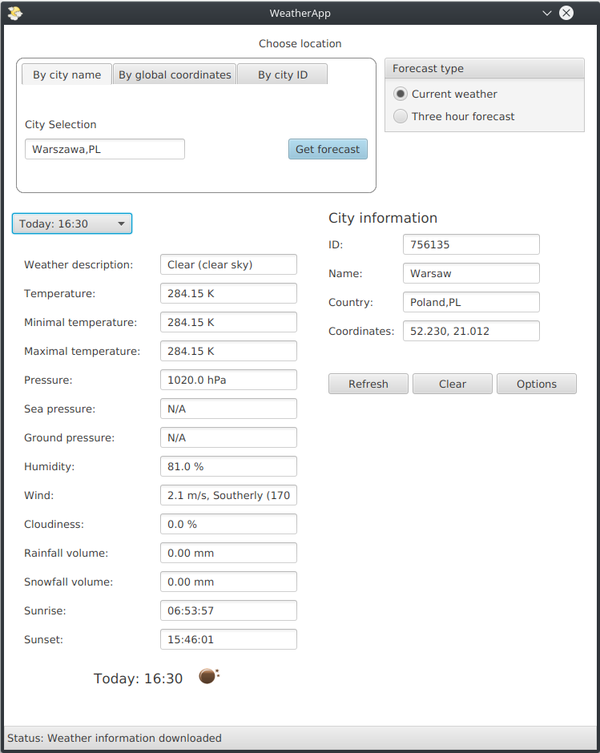 WeatherApp
Choose location
By city name By global coordinates By city ID
City Selection
Warszawa,PL Get forecast
Forecast type
Current weather
Three hour forecast
Today: 16:30
Weather description: Clear (clear sky)
Temperature: 284.15 K
Minimal temperature: 284.15 K
Maximal temperature: 284.15 K
Pressure: 1020.0 hPa
Sea pressure: N/A
Ground pressure: N/A
Humidity: 81.0 %
Wind: 2.1 m/s, Southerly (170
Cloudiness: 0.0 %
Rainfall volume: 0.00 mm
Snowfall volume: 0.00 mm
Sunrise: 06:53:57
Sunset: 15:46:01
Today: 16:30
City information
ID: 756135
Name: Warsaw
Country: Poland,PL
Coordinates: 52.230, 21.012
Refresh Clear Options
Status: Weather information downloaded